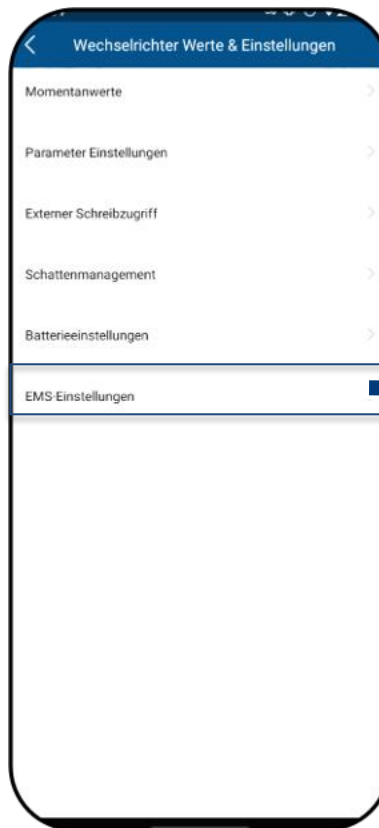 Wechselrichter Werte & Einstellungen
Momentanwerte
Parameter Einstellungen
Externer Schreibzugriff
Schattenmanagement
Batterieeinstellungen
EMS-Einstellungen